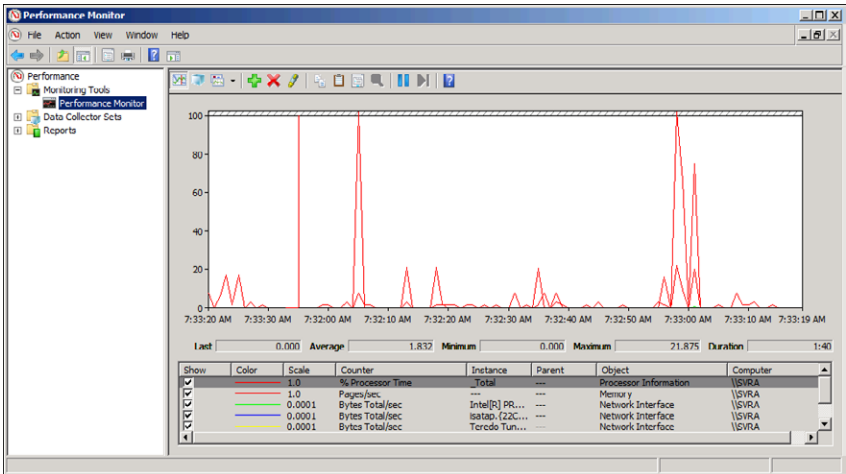 Performance Monitor
File Action View Window Help
Performance
Monitoring Tools
Performance Monitor
Data Collector Sets
Reports
100
80
60
40
20
0
7:33:20 AM 7:33:30 AM 7:32:00 AM 7:32:10 AM 7:32:20 AM 7:32:30 AM 7:32:40 AM 7:32:50 AM 7:33:00 AM 7:33:10 AM 7:33:19 AM
Last 0.000 Average 1.832 Minimum 0.000 Maximum 21.875 Duration 1:40
Show Color Scale Counter Instance Parent Object Computer
1.0 % Processor Time _Total --- Processor Information \\SVRA
1.0 Pages/sec --- Memory \\SVRA
0.0001 Bytes Total/sec Intel[R] PR... --- Network Interface \\SVRA
0.0001 Bytes Total/sec isatap.{22C... --- Network Interface \\SVRA
0.0001 Bytes Total/sec Teredo Tun... --- Network Interface \\SVRA